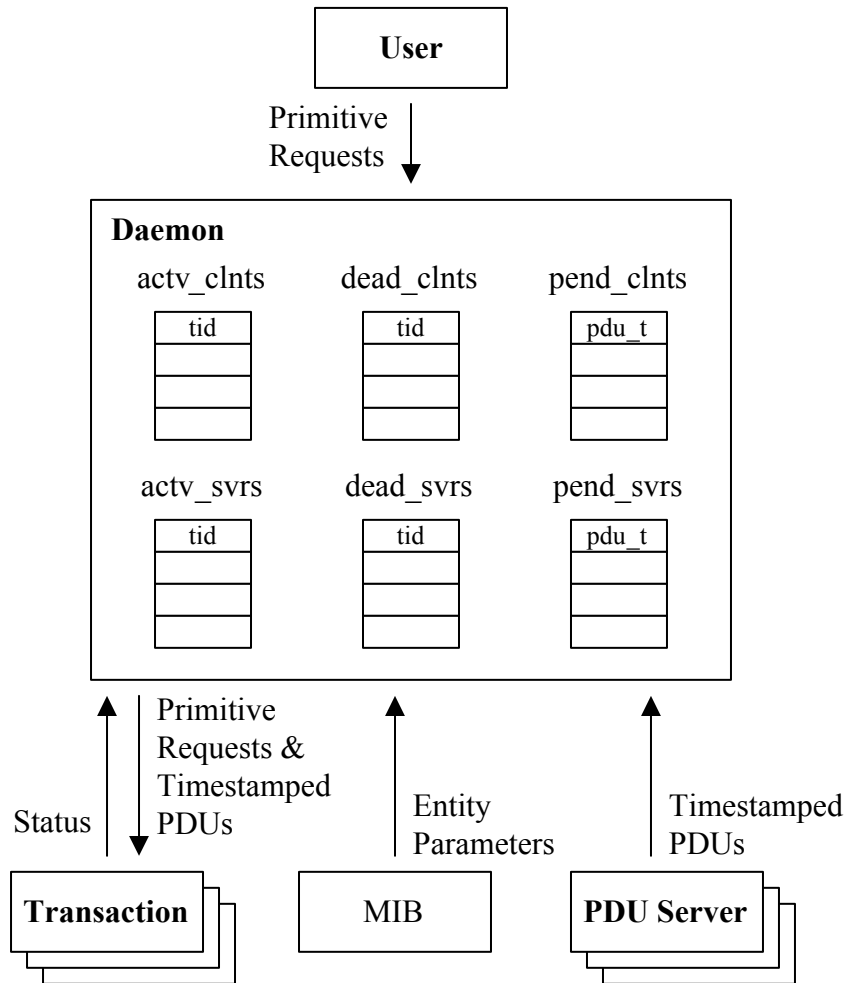 User
Primitive
Requests
Daemon
actv_clnts dead_clnts pend_clnts
tid tid pdu_t
actv_svrs dead_svrs pend_svrs
tid tid pdu_t
Primitive
Requests &
Timestamped
PDUs
Status
Entity
Parameters
Timestamped
PDUs
Transaction MIB PDU Server